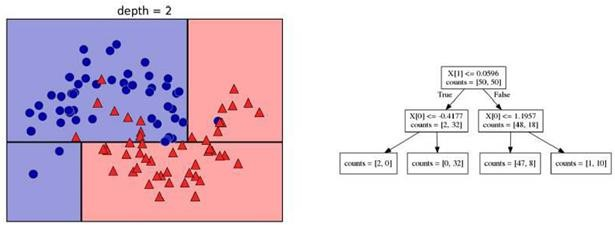 depth = 2
X[1] <= 0.0596
counts = [50, 50]
True
False
X[0] <= -0.4177
counts = [2, 32]
X[0] <= 1.1957
counts = [48, 18]
counts = [2, 0]
counts = [0, 32]
counts = [47, 8]
counts = [1, 10]